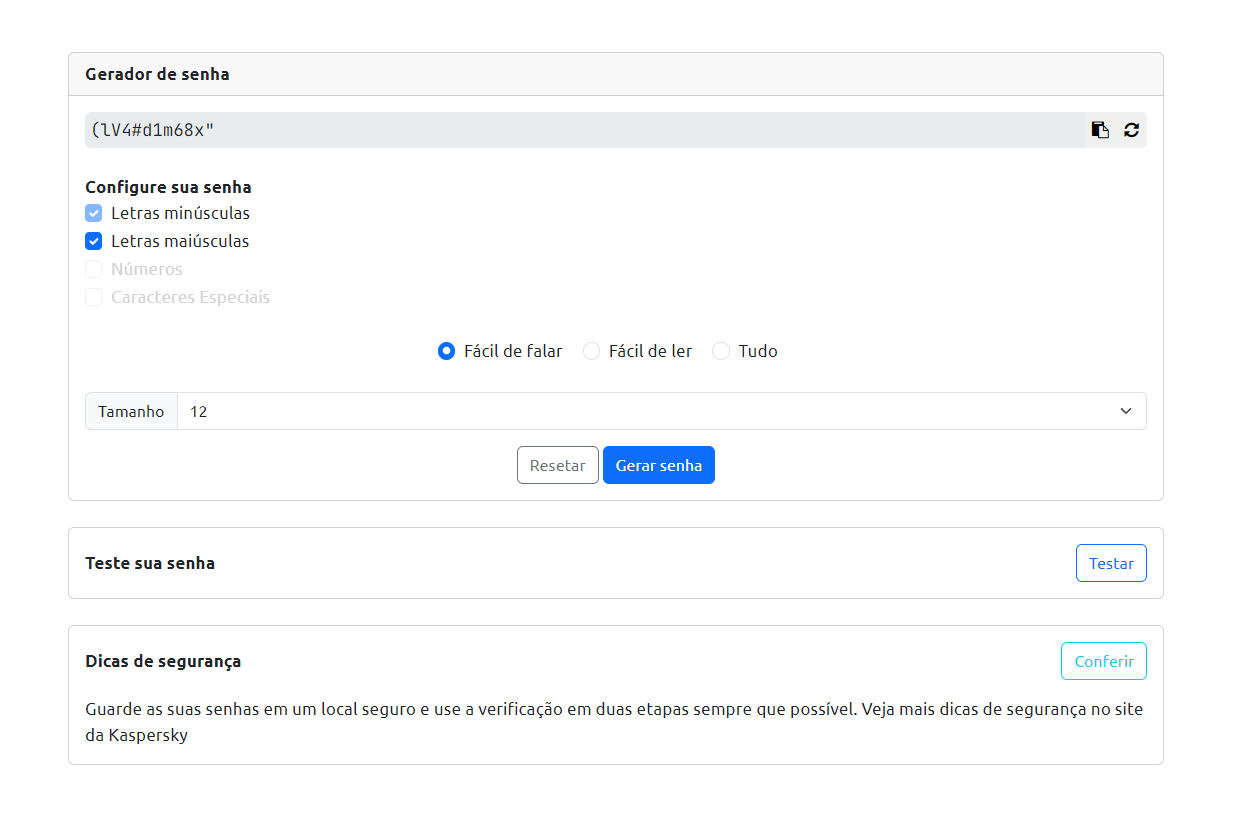 Gerador de senha
(lV4#d1m68x"
Configure sua senha
Letras minúsculas
Letras maiúsculas
Números
Caracteres Especiais
Fácil de falar Fácil de ler Tudo
Tamanho 12
Resetar Gerar senha
Teste sua senha Testar
Dicas de segurança Conferir
Guarde as suas senhas em um local seguro e use a verificação em duas etapas sempre que possível. Veja mais dicas de segurança no site
da Kaspersky